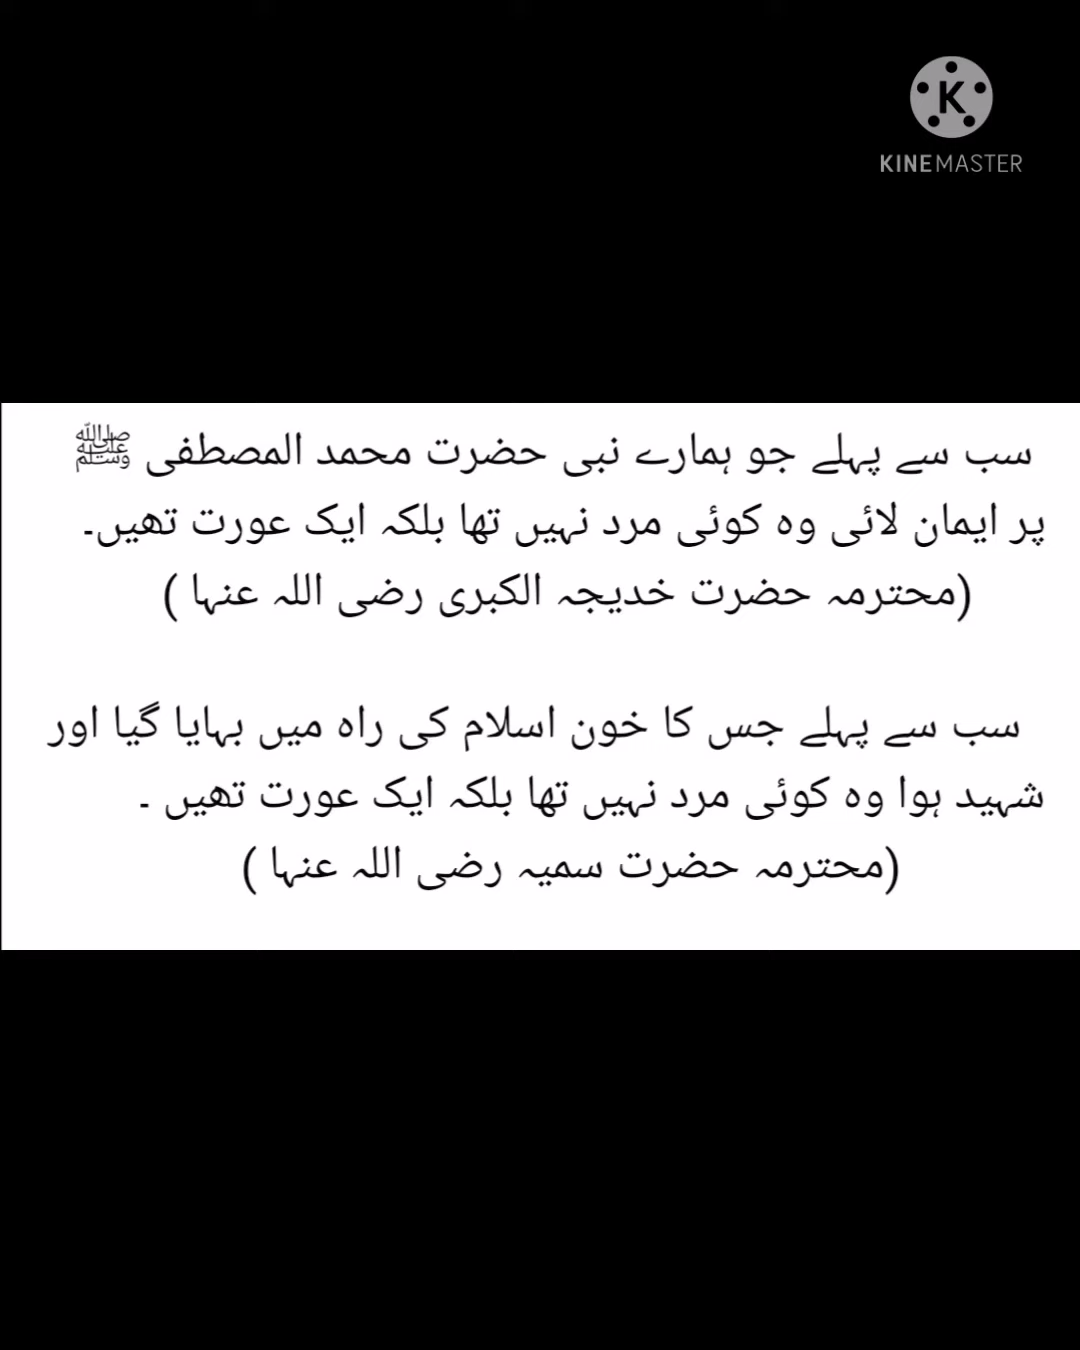 KINEMASTER
سب سے پہلے جو ہمارے نبی حضرت محمد المصطفی ﷺ
پر ایمان لائی وہ کوئی مرد نہیں تھا بلکہ ایک عورت تھیں۔
(محترمہ حضرت خدیجہ الکبری رضی اللہ عنہا )
سب سے پہلے جس کا خون اسلام کی راہ میں بہایا گیا اور
شہید ہوا وہ کوئی مرد نہیں تھا بلکہ ایک عورت تھیں ۔
(محترمہ حضرت سمیہ رضی اللہ عنہا )